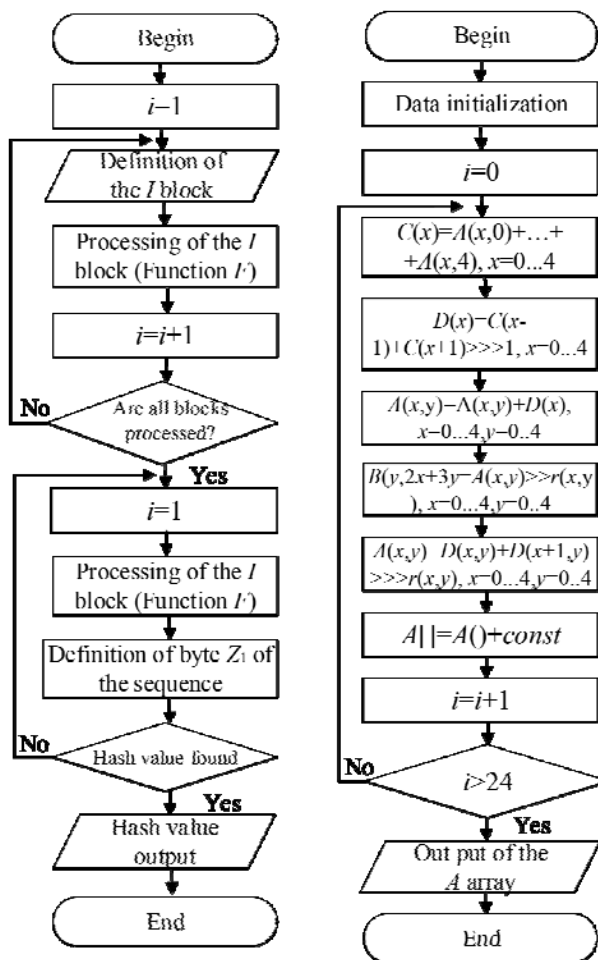 Begin
i=1
Definition of
the I block
Processing of the I
block (Function F)
i=i+1
Are all blocks
processed?
No
Yes
i=1
Processing of the I
block (Function F)
Definition of byte Z1 of
the sequence
Hash value found
No
Yes
Hash value
output
End
Begin
Data initialization
i=0
C(x)=A(x,0)+...+
+A(x,4), x=0...4
D(x)=C(x-
1)+C(x+1)>>>1, x=0...4
A(x,y)=A(x,y)+D(x),
x=0...4,y=0..4
B(y,2x+3y=A(x,y)>>r(x,y
), x=0...4,y=0..4
A(x,y) D(x,y)+D(x+1,y)
>>>r(x,y), x=0...4,y=0..4
A||=A()+const
i=i+1
i>24
No
Yes
Out put of the
A array
End